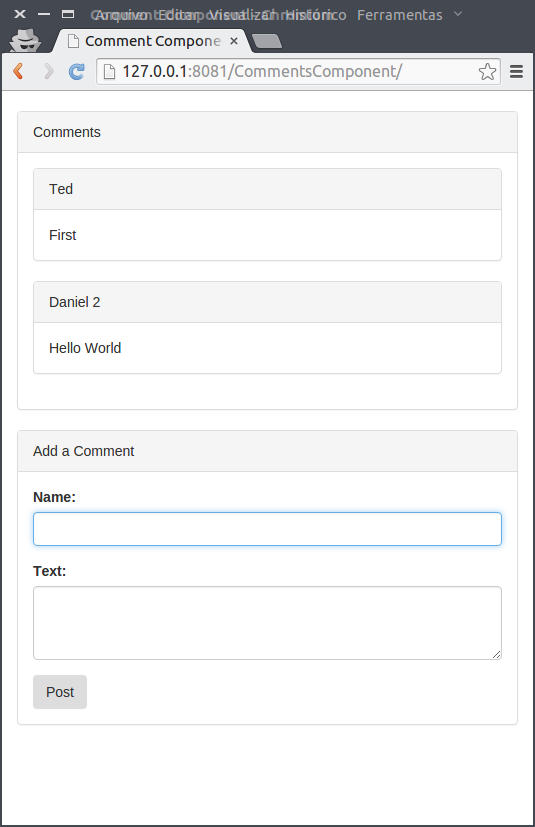 Arquivo Editar Visualizar Histórico Ferramentas
Comment Compone
127.0.0.1:8081/CommentsComponent/
Comments
Ted
First
Daniel 2
Hello World
Add a Comment
Name:
Text:
Post